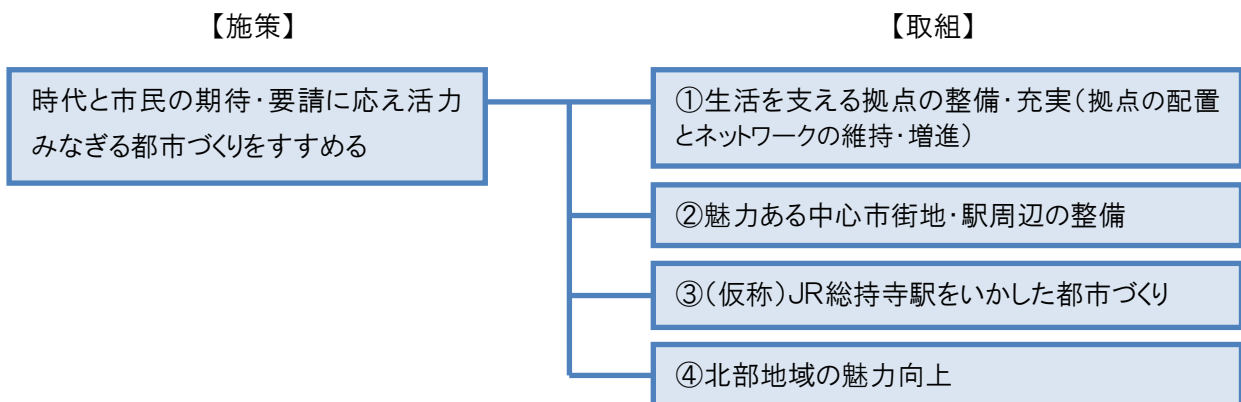 【施策】
【取組】
時代と市民の期待・要請に応え活力
みなぎる都市づくりをすすめる
①生活を支える拠点の整備・充実(拠点の配置
とネットワークの維持・増進)
②魅力ある中心市街地・駅周辺の整備
③(仮称)JR総持寺駅をいかした都市づくり
④北部地域の魅力向上